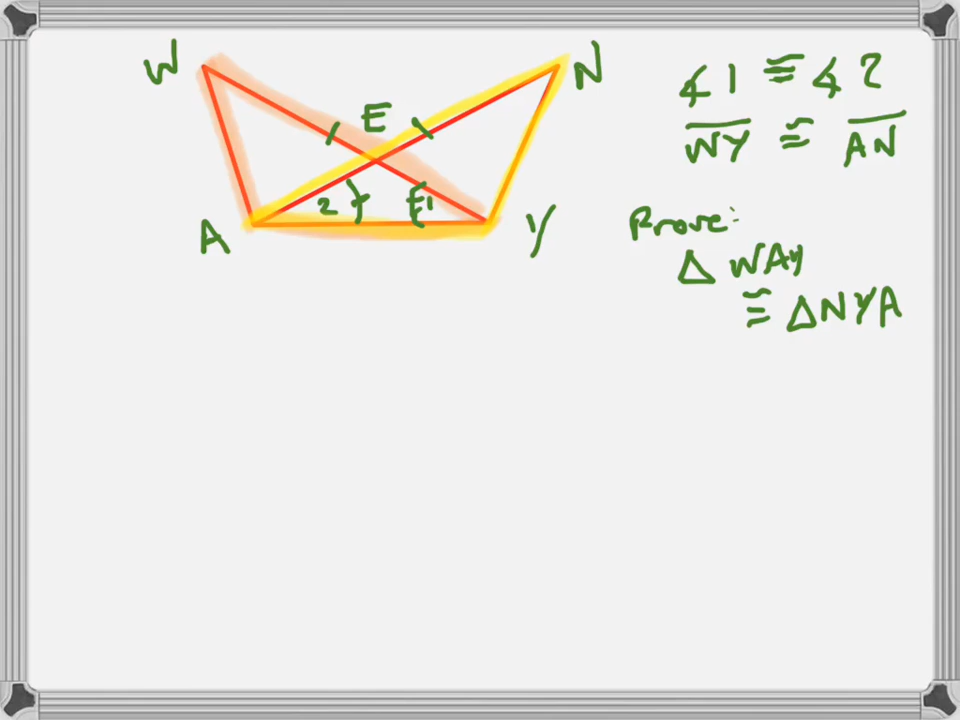 W
N
E
2
1
A
Y
∡ 1 ≅ ∡ 2
WY ≅ AN
Prove:
△ WAY
≅ △NYA